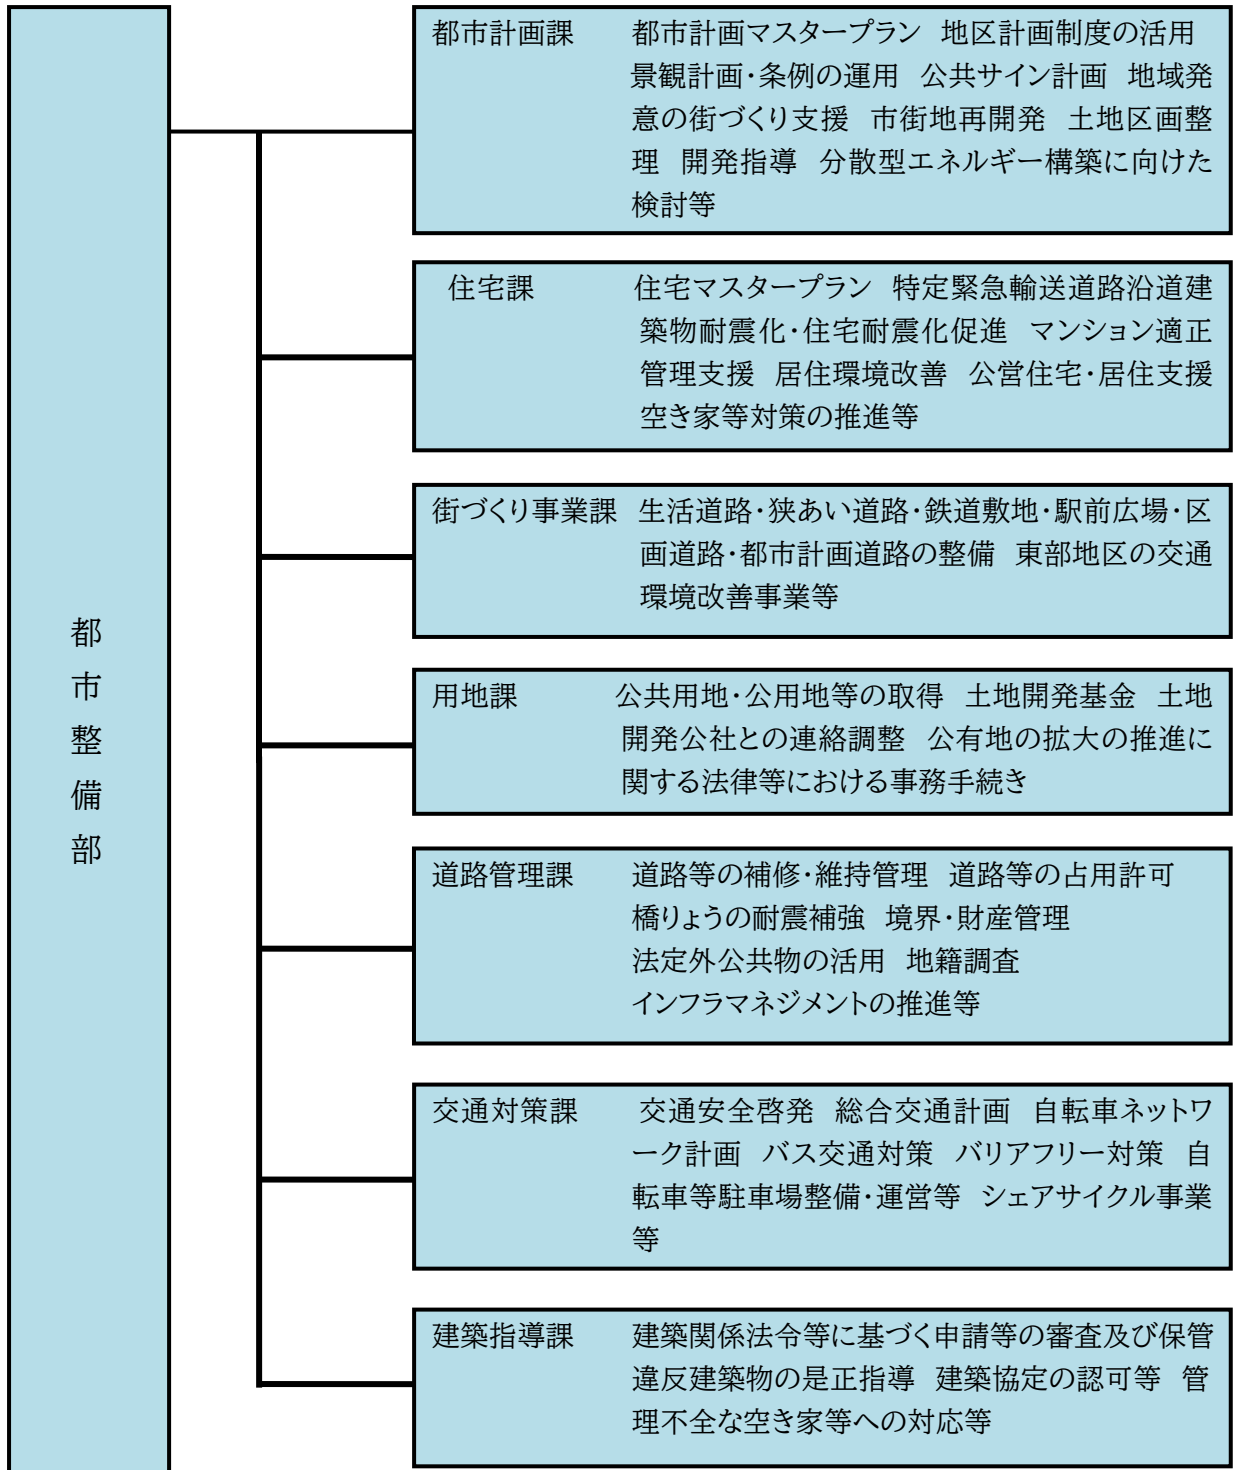 都市整備部
都市計画課 都市計画マスタープラン 地区計画制度の活用
景観計画・条例の運用 公共サイン計画 地域発
意の街づくり支援 市街地再開発 土地区画整
理 開発指導 分散型エネルギー構築に向けた
検討等
住宅課 住宅マスタープラン 特定緊急輸送道路沿道建
築物耐震化・住宅耐震化促進 マンション適正
管理支援 居住環境改善 公営住宅・居住支援
空き家等対策の推進等
街づくり事業課 生活道路・狭あい道路・鉄道敷地・駅前広場・区
画道路・都市計画道路の整備 東部地区の交通
環境改善事業等
用地課 公共用地・公用地等の取得 土地開発基金 土地
開発公社との連絡調整 公有地の拡大の推進に
関する法律等における事務手続き
道路管理課 道路等の補修・維持管理 道路等の占用許可
橋りょうの耐震補強 境界・財産管理
法定外公共物の活用 地籍調査
インフラマネジメントの推進等
交通対策課 交通安全啓発 総合交通計画 自転車ネットワ
ーク計画 バス交通対策 バリアフリー対策 自
転車等駐車場整備・運営等 シェアサイクル事業
等
建築指導課 建築関係法令等に基づく申請等の審査及び保管
違反建築物の是正指導 建築協定の認可等 管
理不全な空き家等への対応等